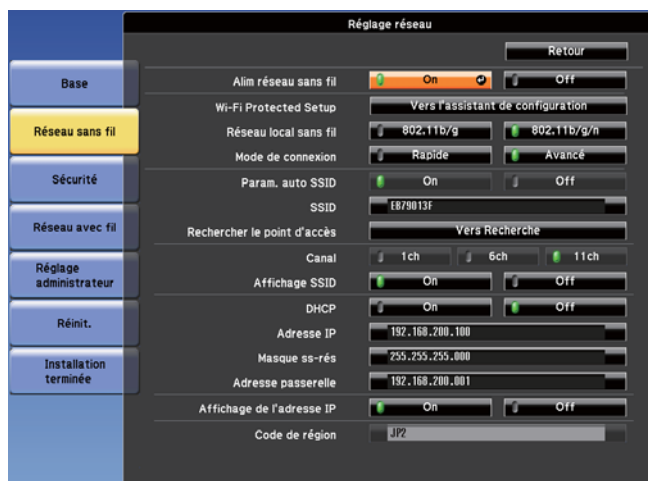 Réglage réseau
Retour
Base
Réseau sans fil
Sécurité
Réseau avec fil
Réglage
administrateur
Réinit.
Installation
terminée
Alim réseau sans fil On Off
Wi-Fi Protected Setup Vers l'assistant de configuration
Réseau local sans fil 802.11b/g 802.11b/g/n
Mode de connexion Rapide Avancé
Param. auto SSID On Off
SSID EB79013F
Rechercher le point d'accès Vers Recherche
Canal 1ch 6ch 11ch
Affichage SSID On Off
DHCP On Off
Adresse IP 192.168.200.100
Masque ss-rés 255.255.255.000
Adresse passerelle 192.168.200.001
Affichage de l'adresse IP On Off
Code de région JP2